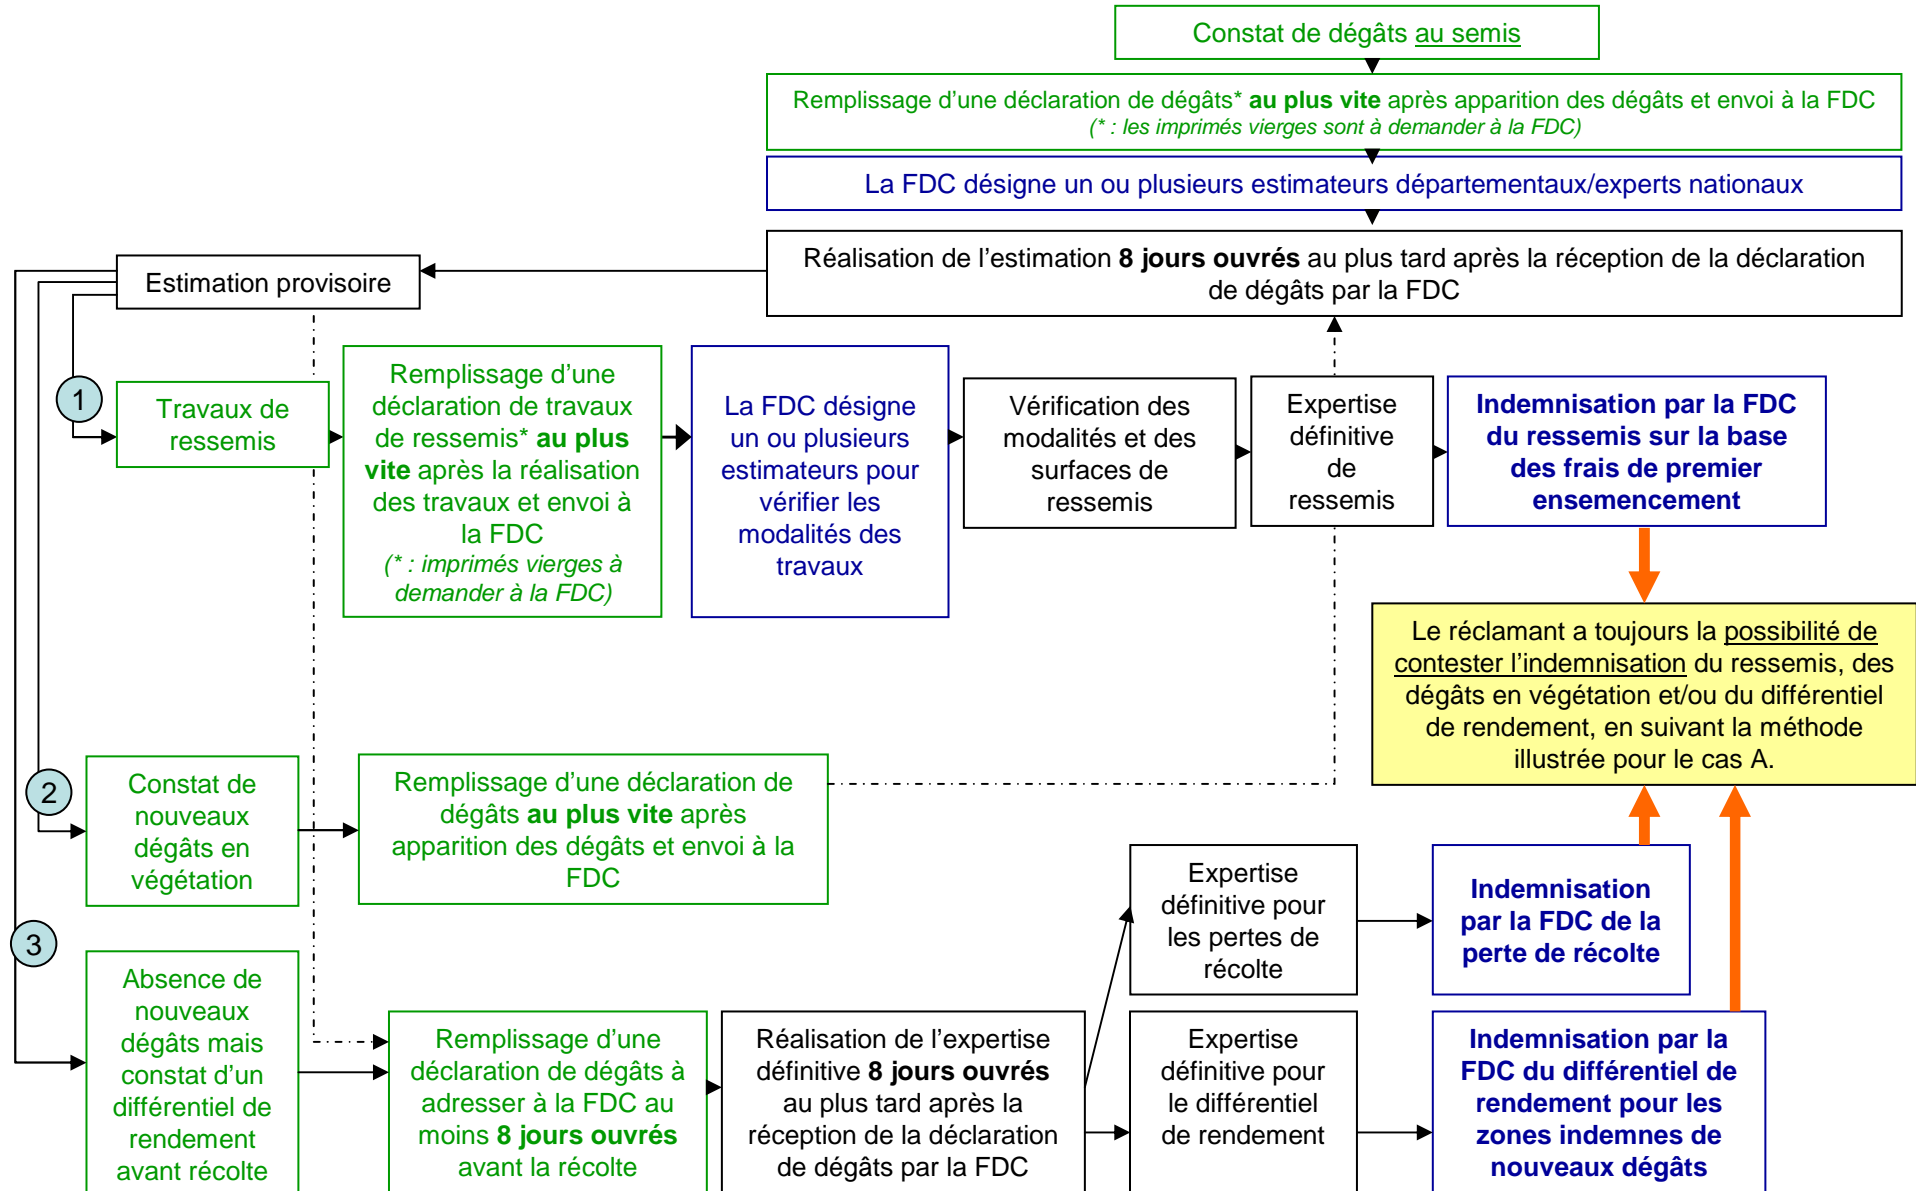 Constat de dégâts au semis
Remplissage d'une déclaration de dégâts* au plus vite après apparition des dégâts et envoi à la FDC
(* : les imprimés vierges sont à demander à la FDC)
La FDC désigne un ou plusieurs estimateurs départementaux/experts nationaux
Réalisation de l'estimation 8 jours ouvrés au plus tard après la réception de la déclaration
de dégâts par la FDC
Estimation provisoire
1
Travaux de
ressemis
Remplissage d'une
déclaration de travaux
de ressemis* au plus
vite après la réalisation
des travaux et envoi à
la FDC
(* : imprimés vierges à
demander à la FDC)
La FDC désigne
un ou plusieurs
estimateurs pour
vérifier les
modalités des
travaux
Vérification des
modalités et des
surfaces de
ressemis
Expertise
définitive
de
ressemis
Indemnisation par la FDC
du ressemis sur la base
des frais de premier
ensemencement
Le réclamant a toujours la possibilité de
contester l'indemnisation du ressemis, des
dégâts en végétation et/ou du différentiel
de rendement, en suivant la méthode
illustrée pour le cas A.
2
Constat de
nouveaux
dégâts en
végétation
Remplissage d'une déclaration de
dégâts au plus vite après
apparition des dégâts et envoi à la
FDC
3
Absence de
nouveaux
dégâts mais
constat d'un
différentiel de
rendement
avant récolte
Remplissage d'une
déclaration de dégâts à
adresser à la FDC au
moins 8 jours ouvrés
avant la récolte
Réalisation de l'expertise
définitive 8 jours ouvrés
au plus tard après la
réception de la déclaration
de dégâts par la FDC
Expertise
définitive pour
les pertes de
récolte
Indemnisation
par la FDC de la
perte de récolte
Expertise
définitive pour
le différentiel
de rendement
Indemnisation par la
FDC du différentiel de
rendement pour les
zones indemnes de
nouveaux dégâts